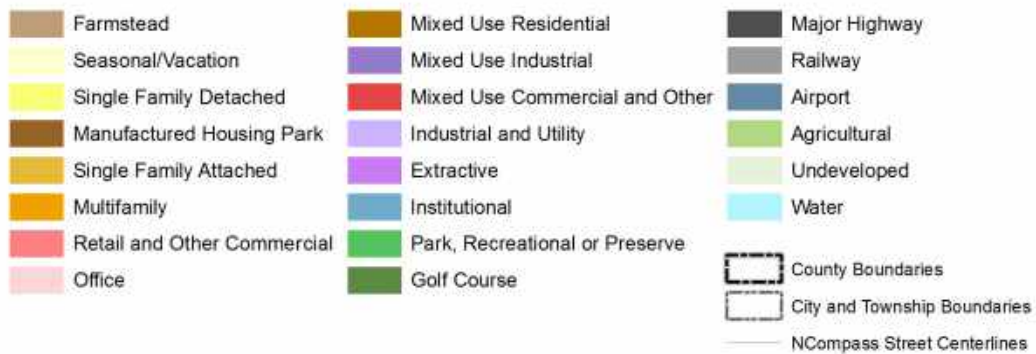 Farmstead
Seasonal/Vacation
Single Family Detached
Manufactured Housing Park
Single Family Attached
Multifamily
Retail and Other Commercial
Office
Mixed Use Residential
Mixed Use Industrial
Mixed Use Commercial and Other
Industrial and Utility
Extractive
Institutional
Park, Recreational or Preserve
Golf Course
Major Highway
Railway
Airport
Agricultural
Undeveloped
Water
County Boundaries
City and Township Boundaries
NCompass Street Centerlines